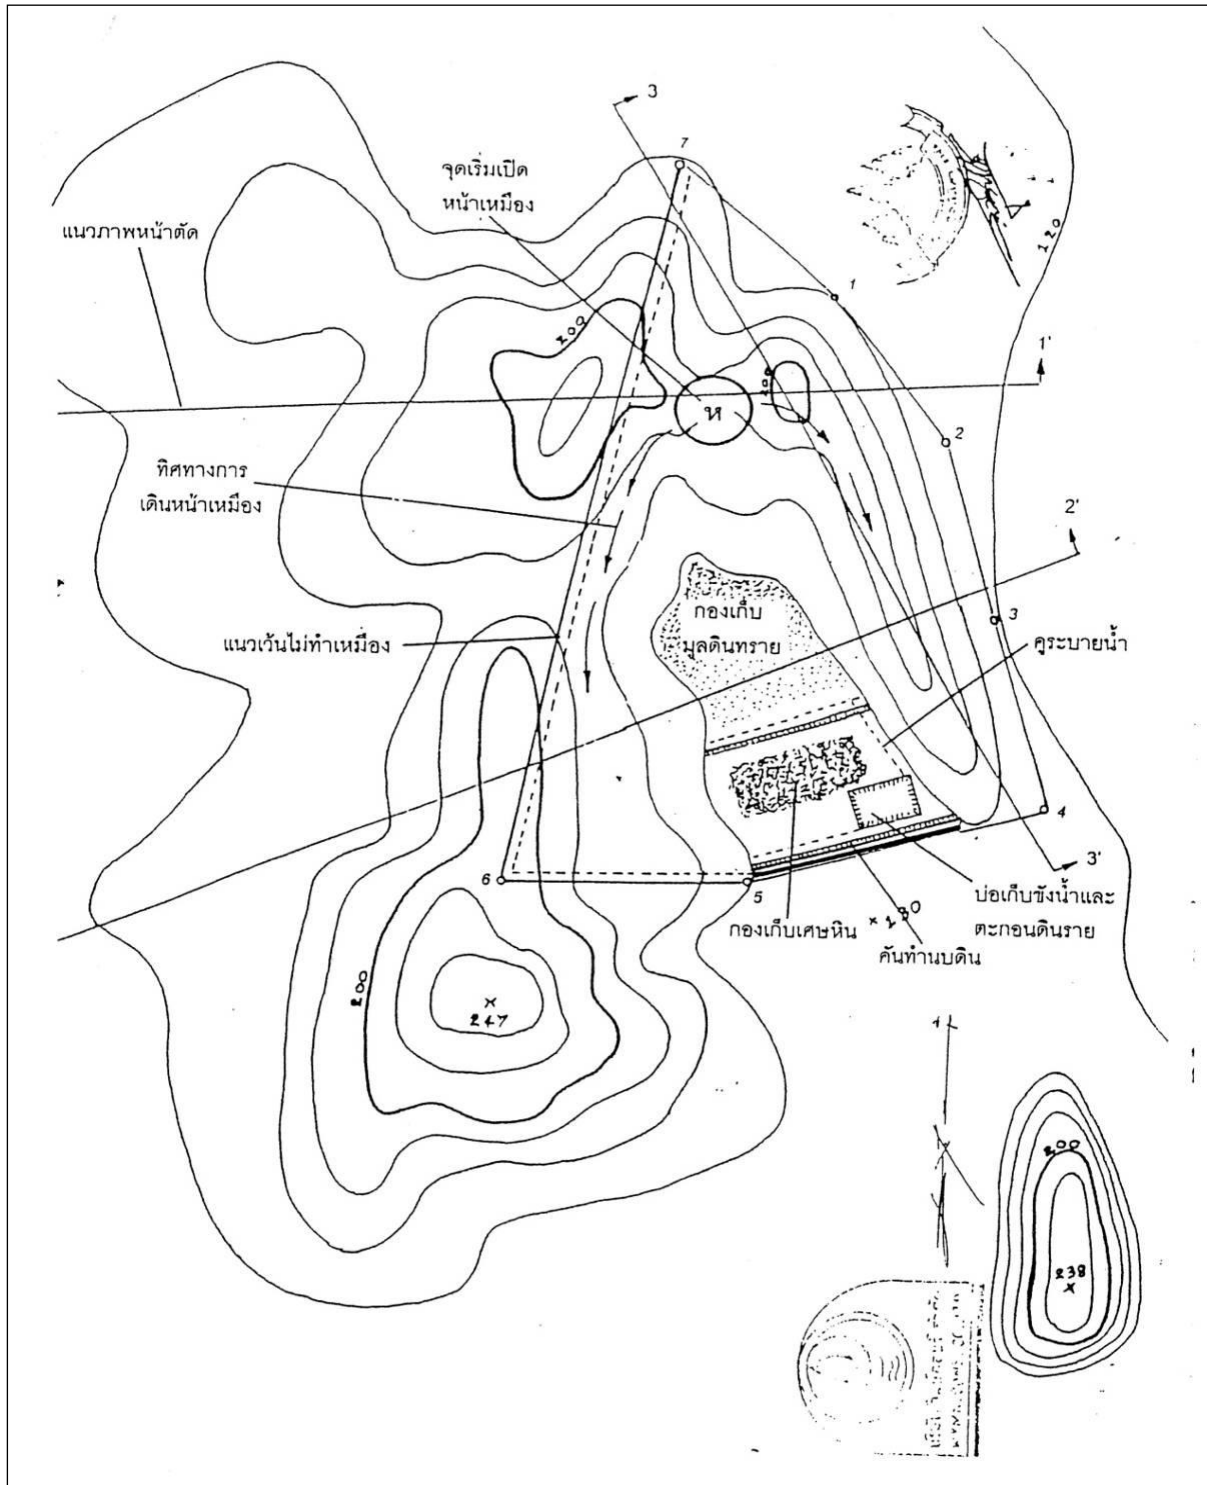 3
7
จุดเริ่มเปิด
หน้าเหมือง
แนวภาพหน้าตัด
120
1
200
1'
200
ห
2
ทิศทางการ
เดินหน้าเหมือง
2'
กองเก็บ
มูลดินทราย
3
แนวเว้นไม่ทำเหมือง
คูระบายน้ำ
4
3'
6
5
กองเก็บเศษหิน
บ่อเก็บขังน้ำและ
ตะกอนดินราย
คันทำนบดิน
200
× 247
200
238
×